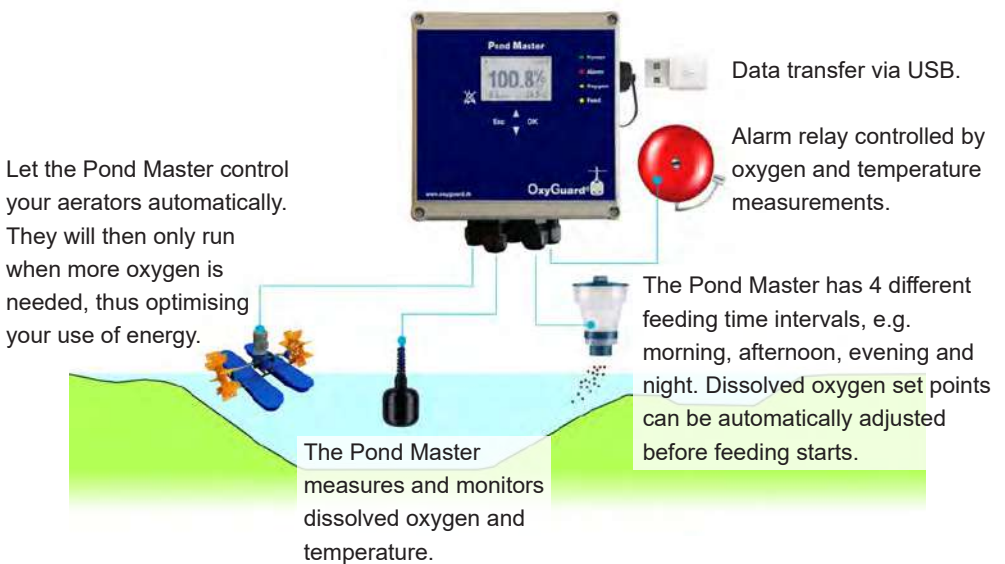 Pond Master
100.8%
Power
Alarm
Oxygen
Feed
Esc
OK
www.oxyguard.dk
OxyGuard
Data transfer via USB.
Alarm relay controlled by
oxygen and temperature
measurements.
Let the Pond Master control
your aerators automatically.
They will then only run
when more oxygen is
needed, thus optimising
your use of energy.
The Pond Master has 4 different
feeding time intervals, e.g.
morning, afternoon, evening and
night. Dissolved oxygen set points
can be automatically adjusted
before feeding starts.
The Pond Master
measures and monitors
dissolved oxygen and
temperature.